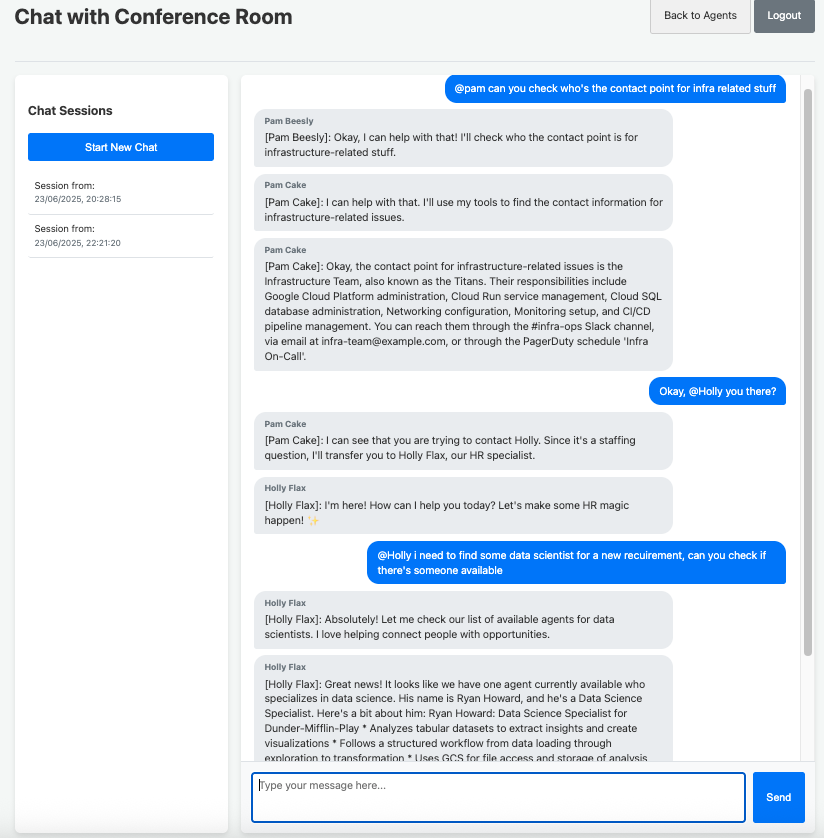 Chat with Conference Room
Back to Agents
Logout
Chat Sessions
Start New Chat
Session from:
23/06/2025, 20:28:15
Session from:
23/06/2025, 22:21:20
@pam can you check who's the contact point for infra related stuff
Pam Beesly
[Pam Beesly]: Okay, I can help with that! I'll check who the contact point is for
infrastructure-related stuff.
Pam Cake
[Pam Cake]: I can help with that. I'll use my tools to find the contact information for
infrastructure-related issues.
Pam Cake
[Pam Cake]: Okay, the contact point for infrastructure-related issues is the
Infrastructure Team, also known as the Titans. Their responsibilities include
Google Cloud Platform administration, Cloud Run service management, Cloud SQL
database administration, Networking configuration, Monitoring setup, and CI/CD
pipeline management. You can reach them through the #infra-ops Slack channel,
via email at infra-team@example.com, or through the PagerDuty schedule 'Infra
On-Call'.
Okay, @Holly you there?
Pam Cake
[Pam Cake]: I can see that you are trying to contact Holly. Since it's a staffing
question, I'll transfer you to Holly Flax, our HR specialist.
Holly Flax
[Holly Flax]: I'm here! How can I help you today? Let's make some HR magic
happen! ✨
@Holly i need to find some data scientist for a new recuirement, can you check if
there's someone available
Holly Flax
[Holly Flax]: Absolutely! Let me check our list of available agents for data
scientists. I love helping connect people with opportunities.
Holly Flax
[Holly Flax]: Great news! It looks like we have one agent currently available who
specializes in data science. His name is Ryan Howard, and he's a Data Science
Specialist. Here's a bit about him: Ryan Howard: Data Science Specialist for
Dunder-Mifflin-Play * Analyzes tabular datasets to extract insights and create
visualizations * Follows a structured workflow from data loading through
exploration to transformation * Uses GCS for file access and storage of analysis
Type your message here...
Send